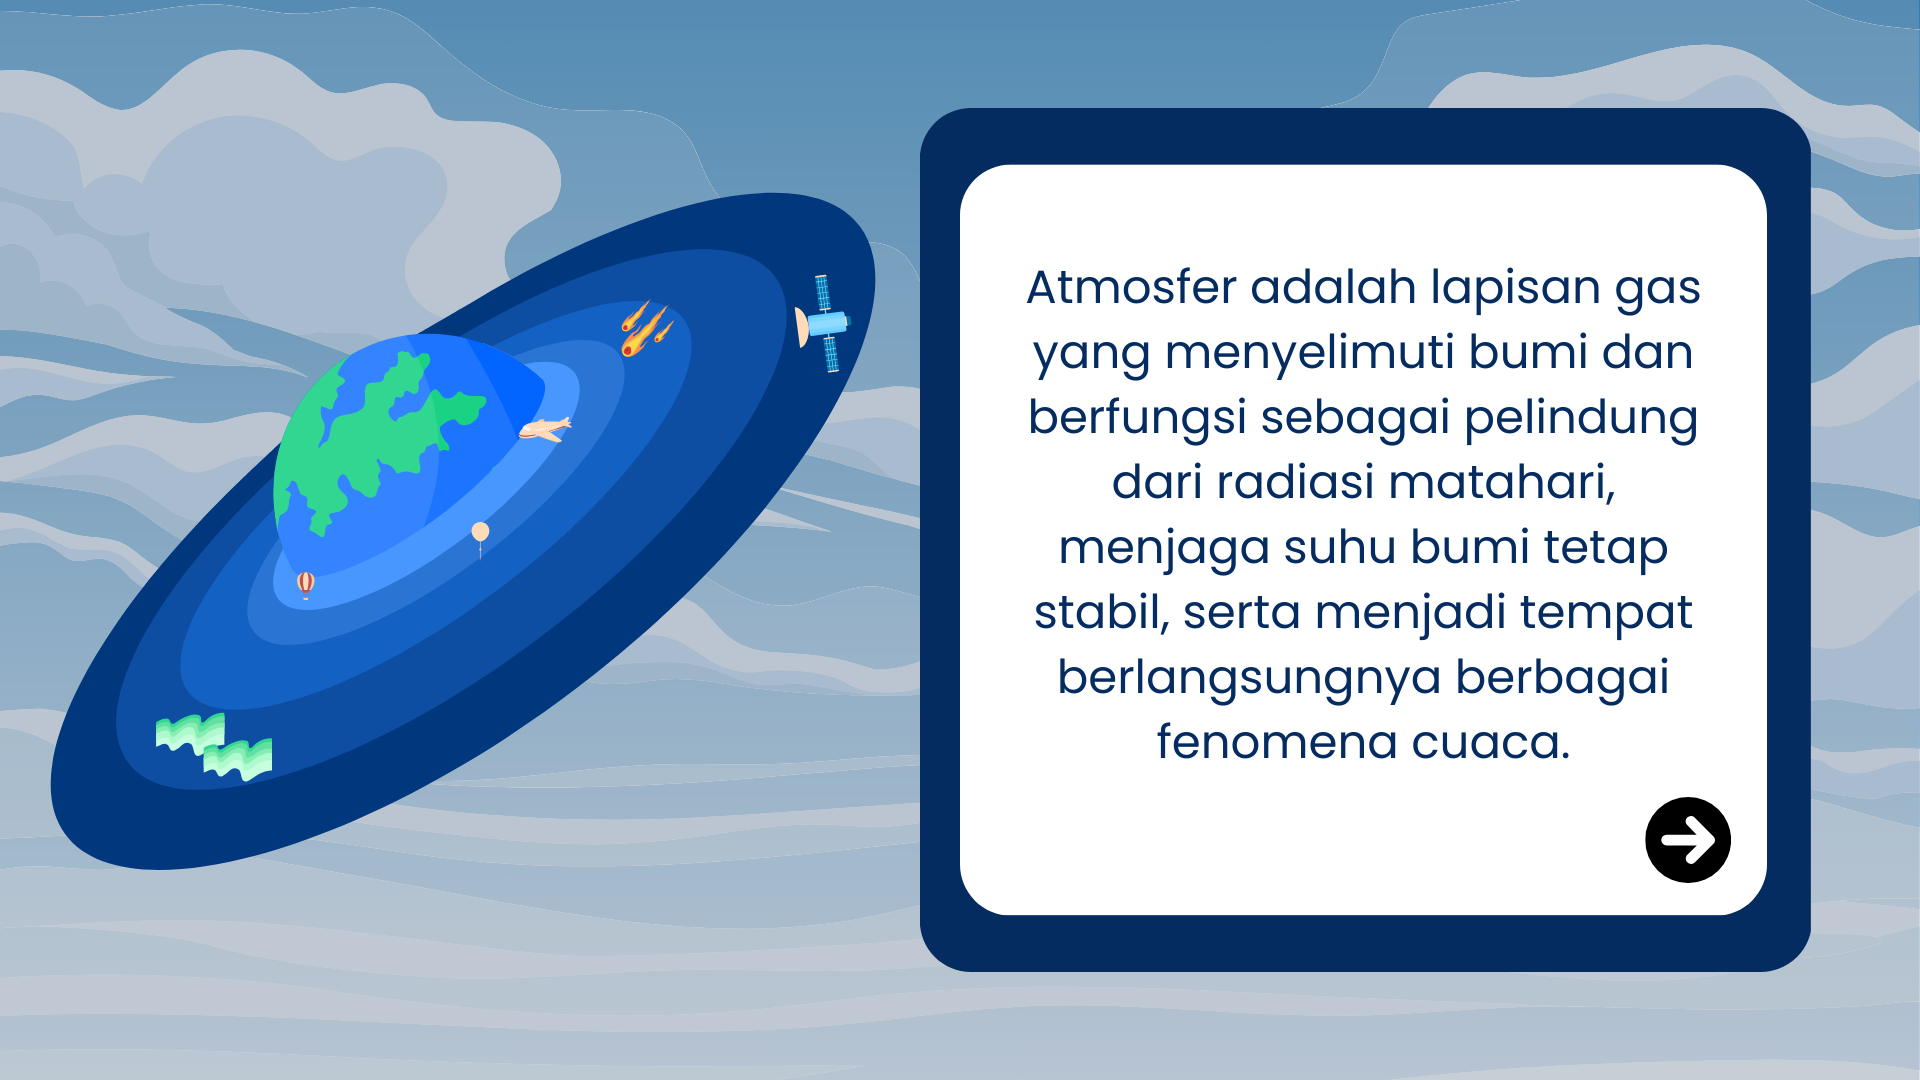 Atmosfer adalah lapisan gas
yang menyelimuti bumi dan
berfungsi sebagai pelindung
dari radiasi matahari,
menjaga suhu bumi tetap
stabil, serta menjadi tempat
berlangsungnya berbagai
fenomena cuaca.